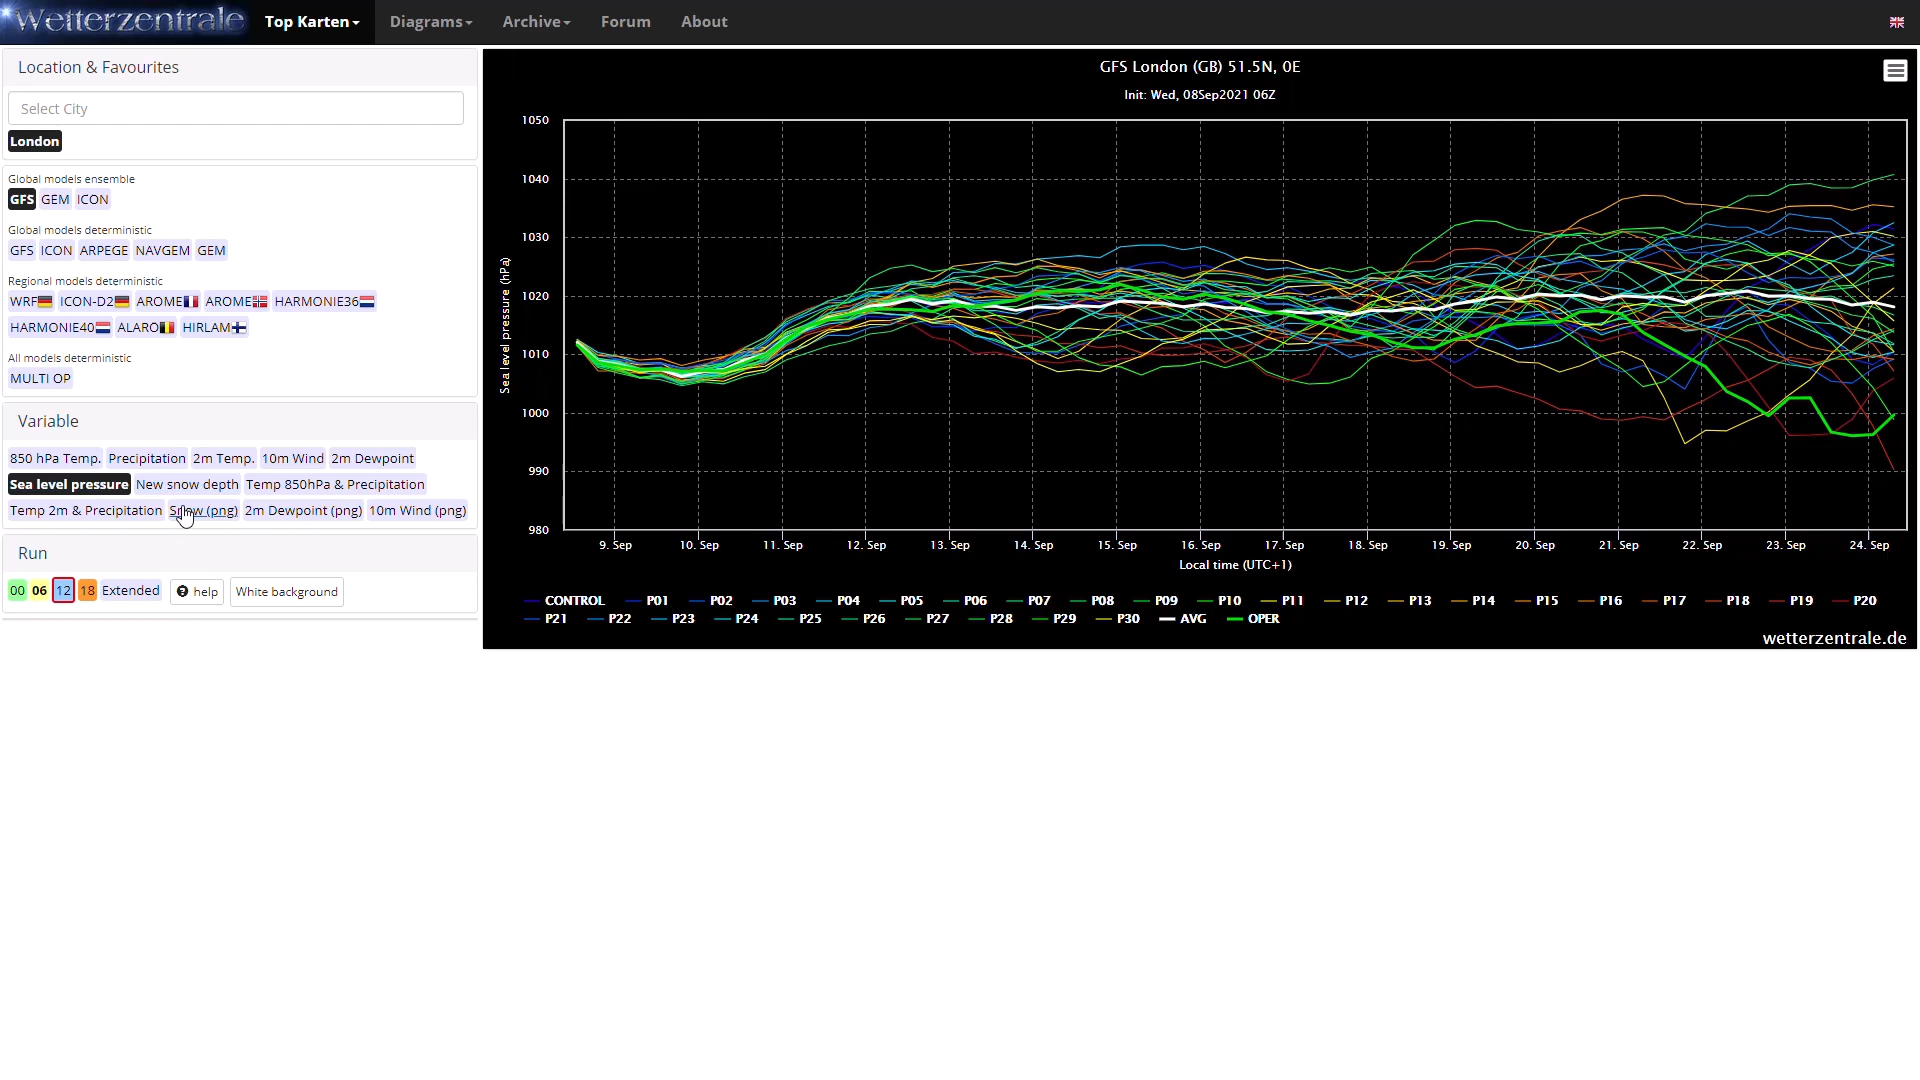 Wetterzentrale Top Karten Diagrams Archive Forum About
Location & Favourites
Select City
London
Global models ensemble
GFS GEM ICON
Global models deterministic
GFS ICON ARPEGE NAVGEM GEM
Regional models deterministic
WRF ICON-D2 AROME AROME HARMONIE36
HARMONIE40 ALARO HIRLAM
All models deterministic
MULTI OP
Variable
850 hPa Temp. Precipitation 2m Temp. 10m Wind 2m Dewpoint
Sea level pressure New snow depth Temp 850hPa & Precipitation
Temp 2m & Precipitation Snow (png) 2m Dewpoint (png) 10m Wind (png)
Run
00 06 12 18 Extended help White background
GFS London (GB) 51.5N, 0E
Init: Wed, 08Sep2021 06Z
Sea level pressure (hPa)
1050
1040
1030
1020
1010
1000
990
980
9. Sep 10. Sep 11. Sep 12. Sep 13. Sep 14. Sep 15. Sep 16. Sep 17. Sep 18. Sep 19. Sep 20. Sep 21. Sep 22. Sep 23. Sep 24. Sep
Local time (UTC+1)
CONTROL P01 P02 P03 P04 P05 P06 P07 P08 P09 P10 P11 P12 P13 P14 P15 P16 P17 P18 P19 P20
P21 P22 P23 P24 P25 P26 P27 P28 P29 P30 AVG OPER
wetterzentrale.de